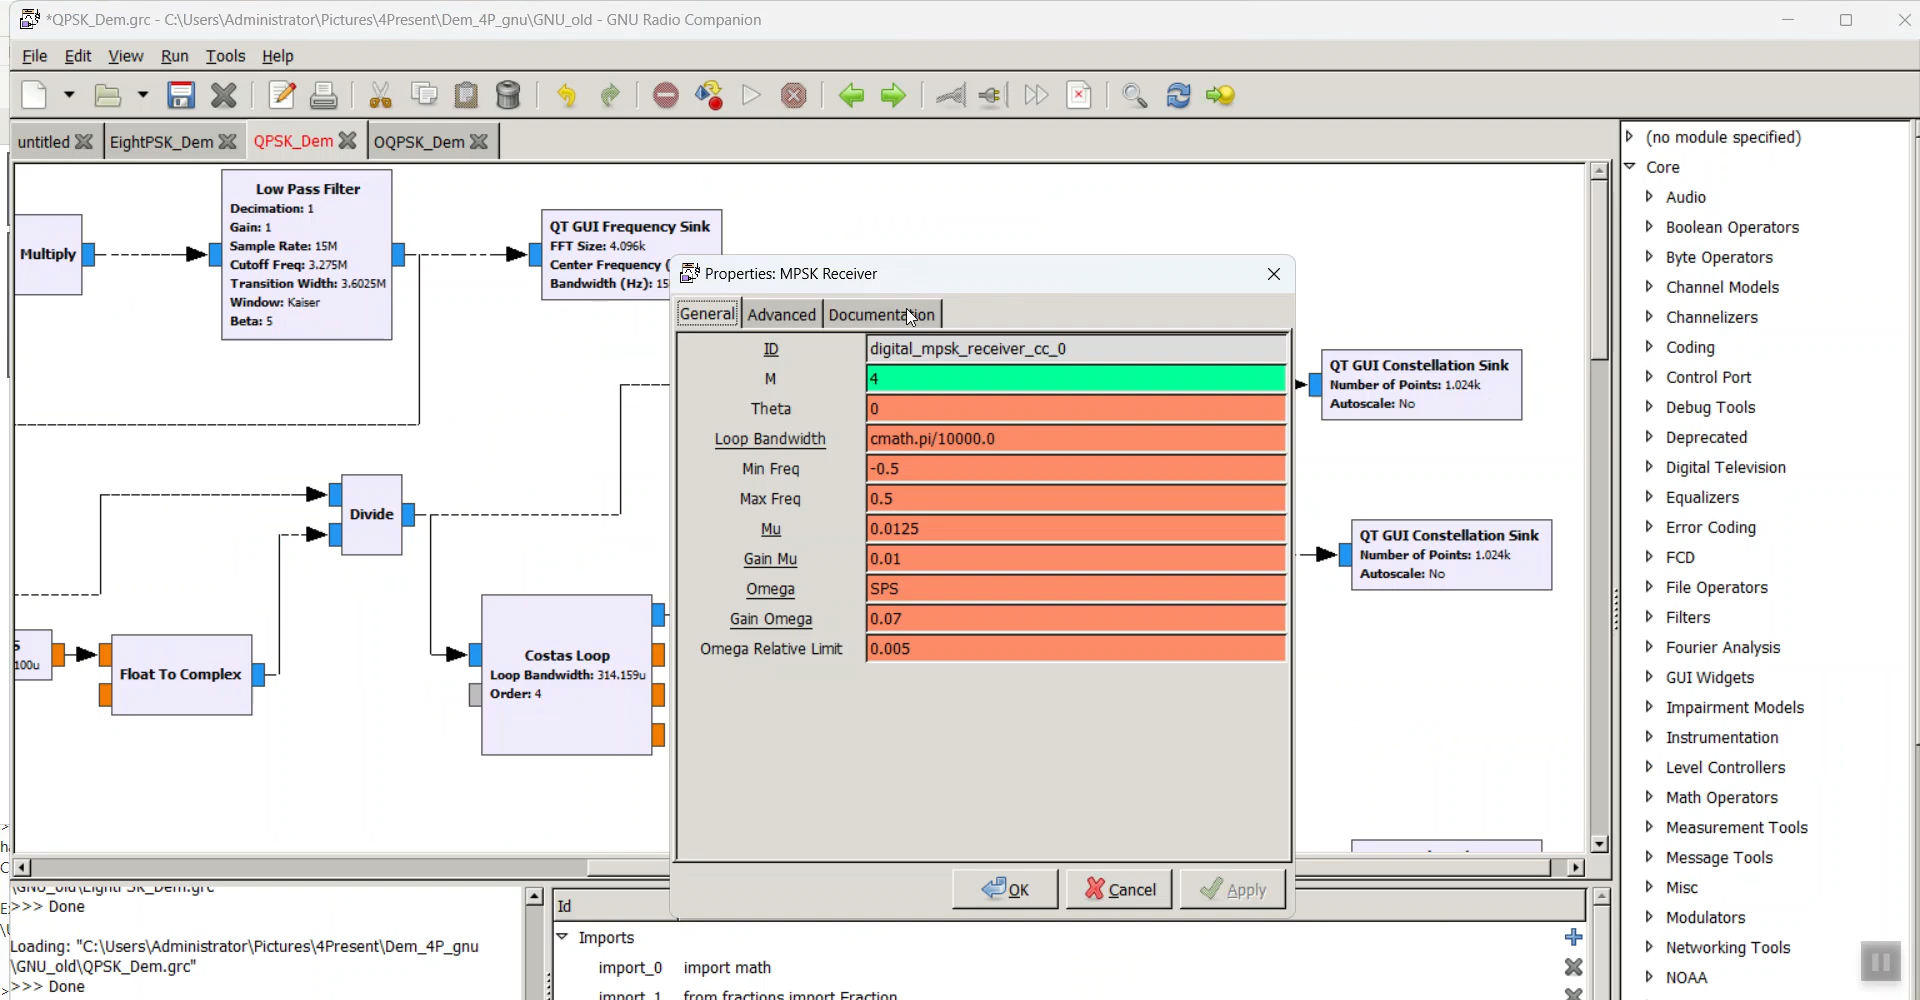 *QPSK_Dem.grc - C:\Users\Administrator\Pictures\4Present\Dem_4P_gnu\GNU_old - GNU Radio Companion
File Edit View Run Tools Help
untitled EightPSK_Dem QPSK_Dem OQPSK_Dem
Multiply
Low Pass Filter
Decimation: 1
Gain: 1
Sample Rate: 15M
Cutoff Freq: 3.275M
Transition Width: 3.6025M
Window: Kaiser
Beta: 5
QT GUI Frequency Sink
FFT Size: 4.096k
Center Frequency (
Bandwidth (Hz): 15
Divide
100u
Float To Complex
Costas Loop
Loop Bandwidth: 314.159u
Order: 4
Properties: MPSK Receiver
General Advanced Documentation
ID digital_mpsk_receiver_cc_0
M 4
Theta 0
Loop Bandwidth cmath.pi/10000.0
Min Freq -0.5
Max Freq 0.5
Mu 0.0125
Gain Mu 0.01
Omega SPS
Gain Omega 0.07
Omega Relative Limit 0.005
OK Cancel Apply
QT GUI Constellation Sink
Number of Points: 1.024k
Autoscale: No
QT GUI Constellation Sink
Number of Points: 1.024k
Autoscale: No
(no module specified)
Core
Audio
Boolean Operators
Byte Operators
Channel Models
Channelizers
Coding
Control Port
Debug Tools
Deprecated
Digital Television
Equalizers
Error Coding
FCD
File Operators
Filters
Fourier Analysis
GUI Widgets
Impairment Models
Instrumentation
Level Controllers
Math Operators
Measurement Tools
Message Tools
Misc
Modulators
Networking Tools
NOAA
\GNU_old\EightPSK_Dem.grc"
>>> Done
Loading: "C:\Users\Administrator\Pictures\4Present\Dem_4P_gnu
\GNU_old\QPSK_Dem.grc"
>>> Done
Id
Imports
import_0 import math
import_1 from fractions import Fraction